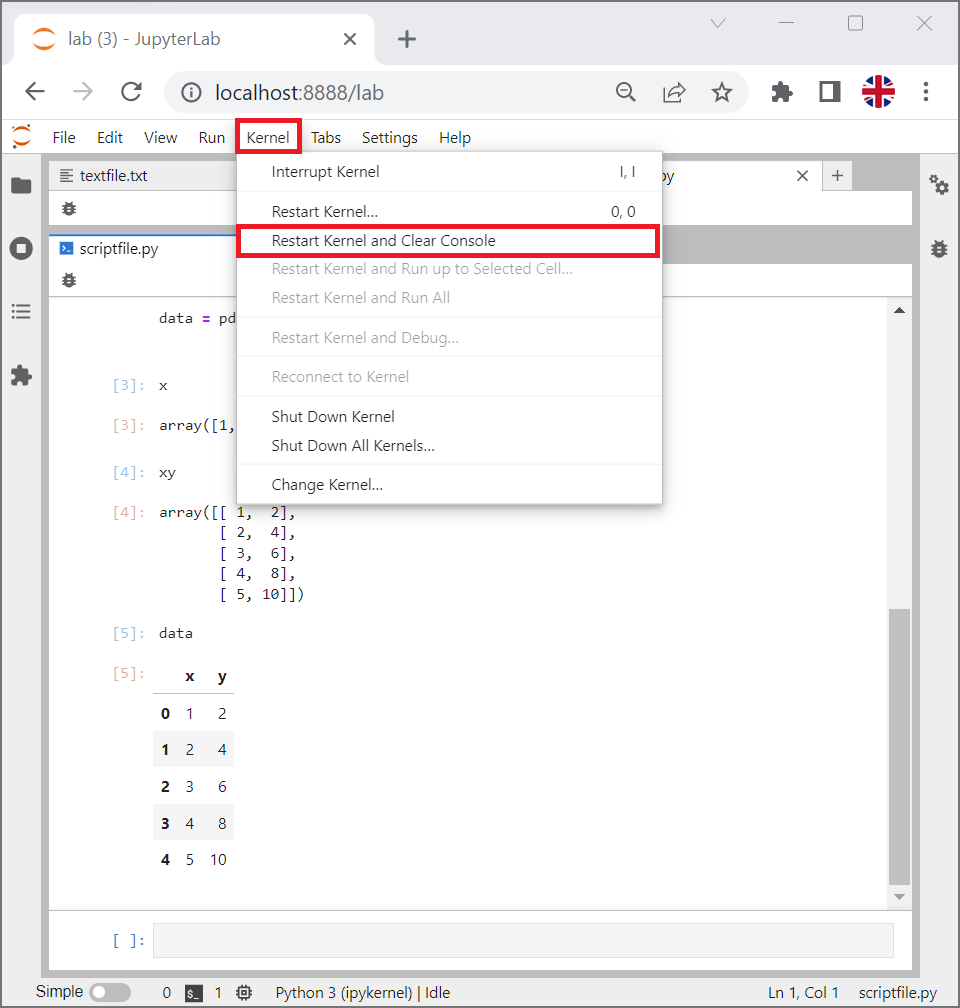 lab (3) - JupyterLab
localhost:8888/lab
File Edit View Run Kernel Tabs Settings Help
textfile.txt
py
Interrupt Kernel I, I
Restart Kernel... 0, 0
Restart Kernel and Clear Console
Restart Kernel and Run up to Selected Cell...
Restart Kernel and Run All
Restart Kernel and Debug...
Reconnect to Kernel
Shut Down Kernel
Shut Down All Kernels...
Change Kernel...
scriptfile.py
data = pd
[3]: x
[3]: array([1,
[4]: xy
[4]: array([[ 1,  2],
[ 2,  4],
[ 3,  6],
[ 4,  8],
[ 5, 10]])
[5]: data
[5]:
x y
0 1 2
1 2 4
2 3 6
3 4 8
4 5 10
[ ]:
Simple 0 1 Python 3 (ipykernel) | Idle Ln 1, Col 1 scriptfile.py